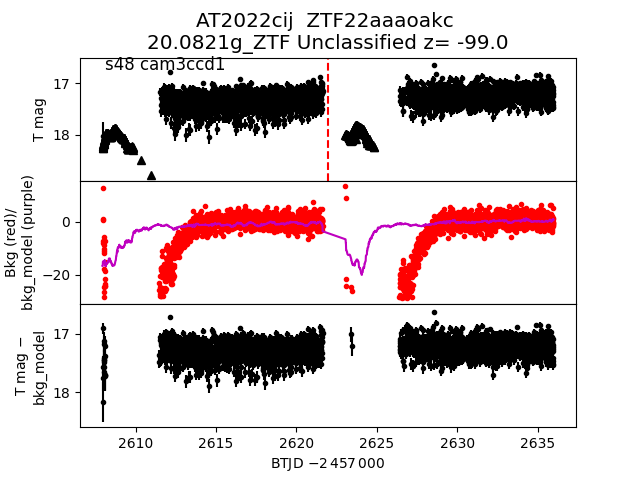 AT2022cij  ZTF22aaaoakc
20.0821g_ZTF Unclassified z= -99.0
s48 cam3ccd1
17
18
T mag
0
−20
Bkg (red)/
bkg_model (purple)
17
18
T mag −
bkg_model
2610 2615 2620 2625 2630 2635
BTJD −2 457 000